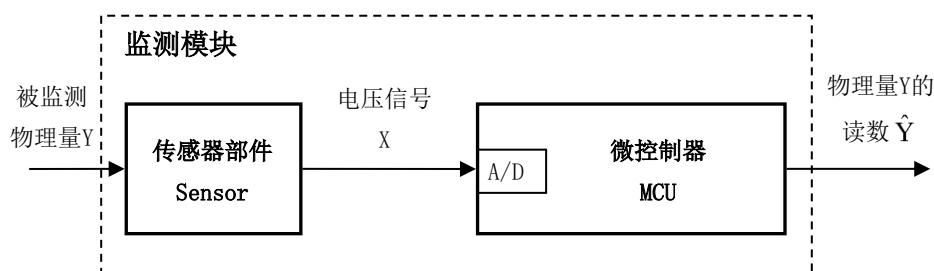 监测模块
被监测
物理量Y
传感器部件
Sensor
电压信号
X
A/D
微控制器
MCU
物理量Y的
读数 Ŷ